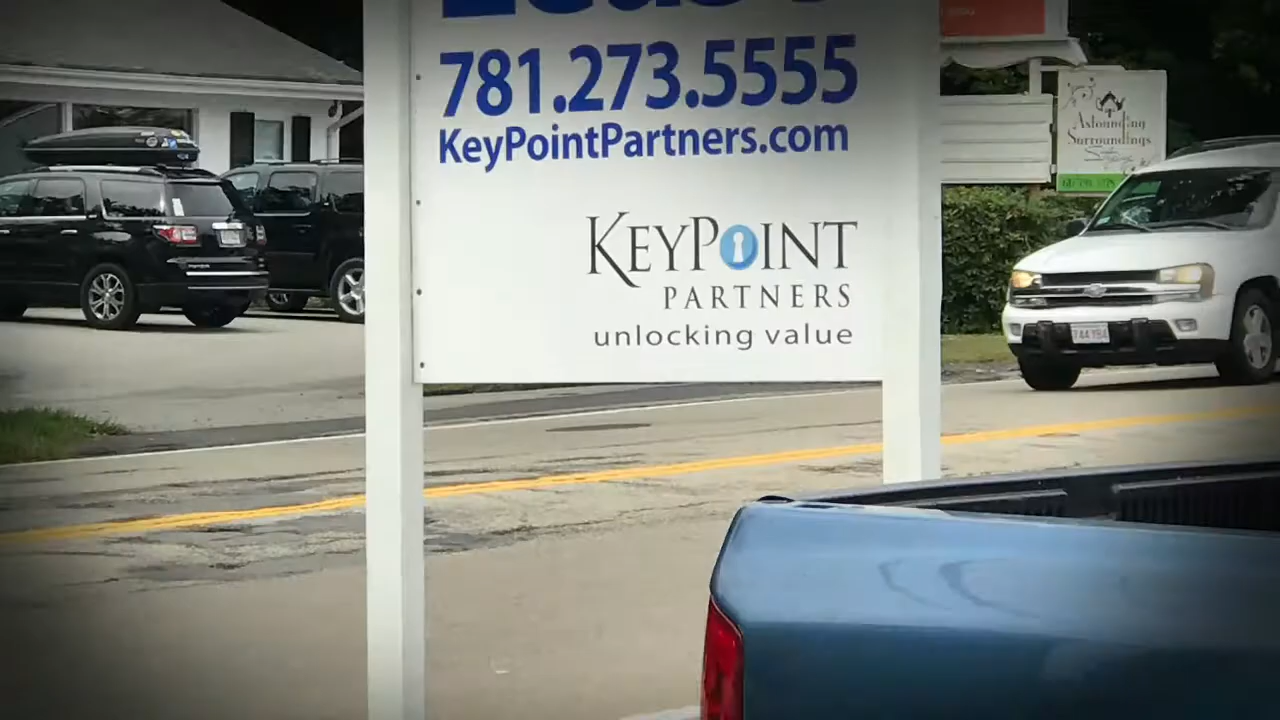 781.273.5555
KeyPointPartners.com
KEYPOINT
PARTNERS
unlocking value
Astounding
Surroundings